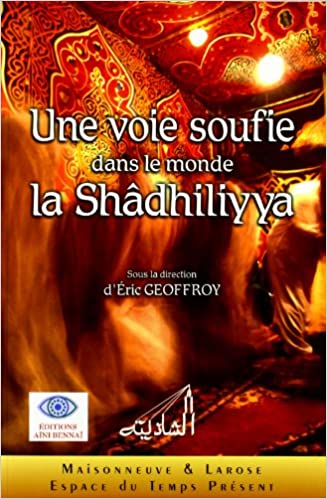 Une voie soufie
dans le monde
la Shâdhiliyya
Sous la direction
d'Éric GEOFFROY
الشاذلية
ÉDITIONS
AÏNI BENNAÏ
MAISONNEUVE & LAROSE
ESPACE DU TEMPS PRÉSENT